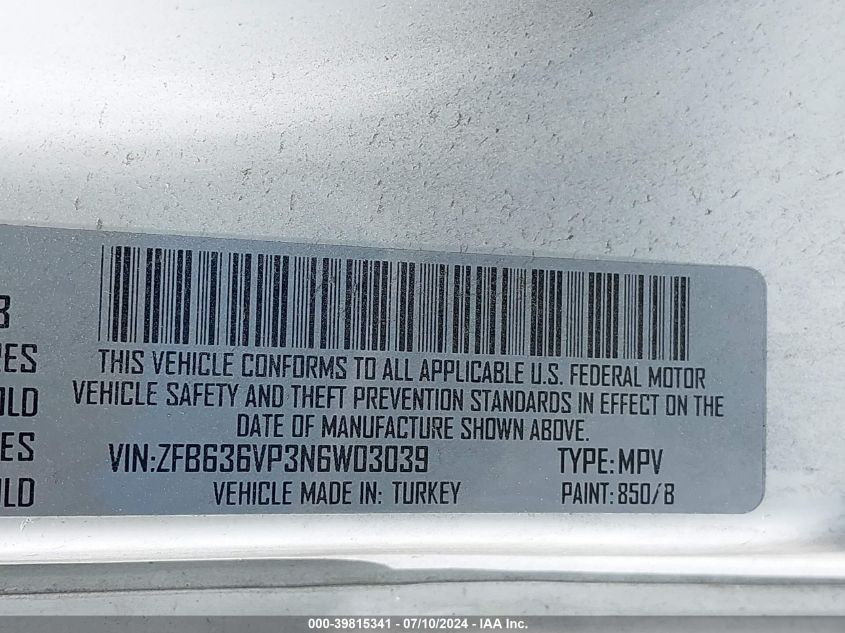 THIS VEHICLE CONFORMS TO ALL APPLICABLE U.S. FEDERAL MOTOR
VEHICLE SAFETY AND THEFT PREVENTION STANDARDS IN EFFECT ON THE
DATE OF MANUFACTURE SHOWN ABOVE.
VIN:ZFB636VP3N6W03039 TYPE:MPV
VEHICLE MADE IN: TURKEY PAINT: 850/B
000-39815341 - 07/10/2024 - IAA Inc.